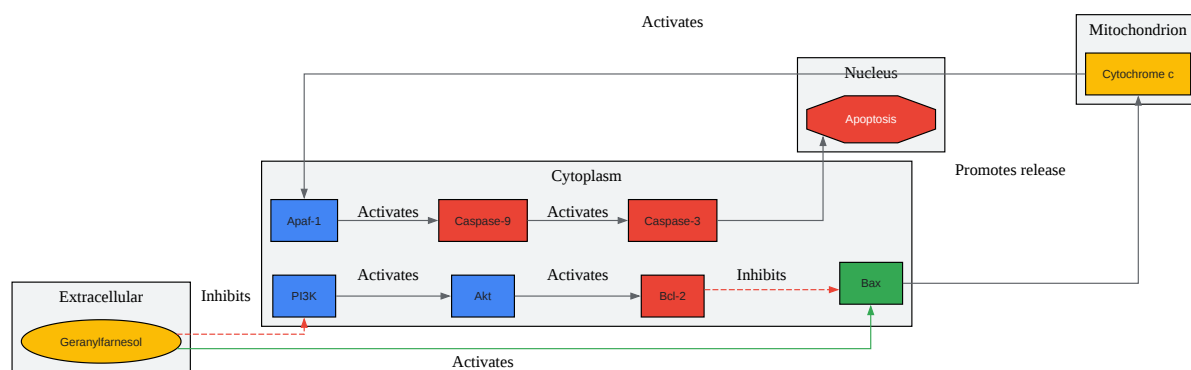 Activates
Mitochondrion
Cytochrome c
Nucleus
Apoptosis
Promotes release
Cytoplasm
Apaf-1
Activates
Caspase-9
Activates
Caspase-3
Extracellular
Geranylfarnesol
Inhibits
PI3K
Activates
Akt
Activates
Bcl-2
Inhibits
Bax
Activates